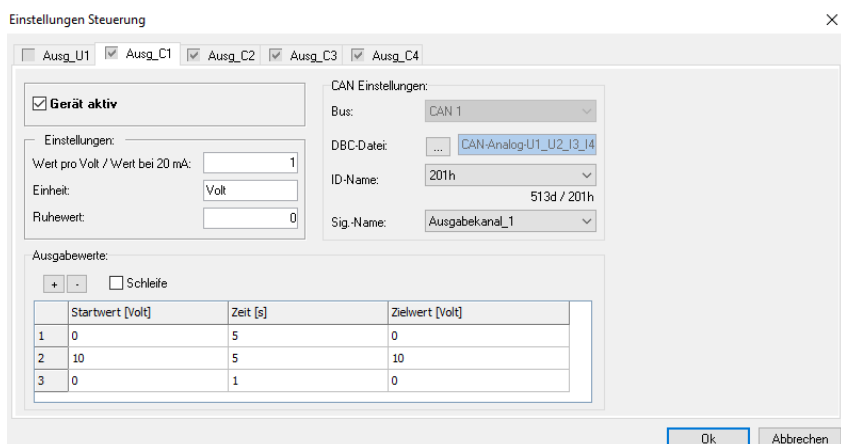 Einstellungen Steuerung
Ausg_U1 Ausg_C1 Ausg_C2 Ausg_C3 Ausg_C4
Gerät aktiv
Einstellungen:
Wert pro Volt / Wert bei 20 mA: 1
Einheit: Volt
Ruhewert: 0
CAN Einstellungen:
Bus: CAN 1
DBC-Datei: ... CAN-Analog-U1_U2_I3_I4
ID-Name: 201h
513d / 201h
Sig.-Name: Ausgabekanal_1
Ausgabewerte:
+ - Schleife
Startwert [Volt] Zeit [s] Zielwert [Volt]
1 0 5 0
2 10 5 10
3 0 1 0
Ok Abbrechen